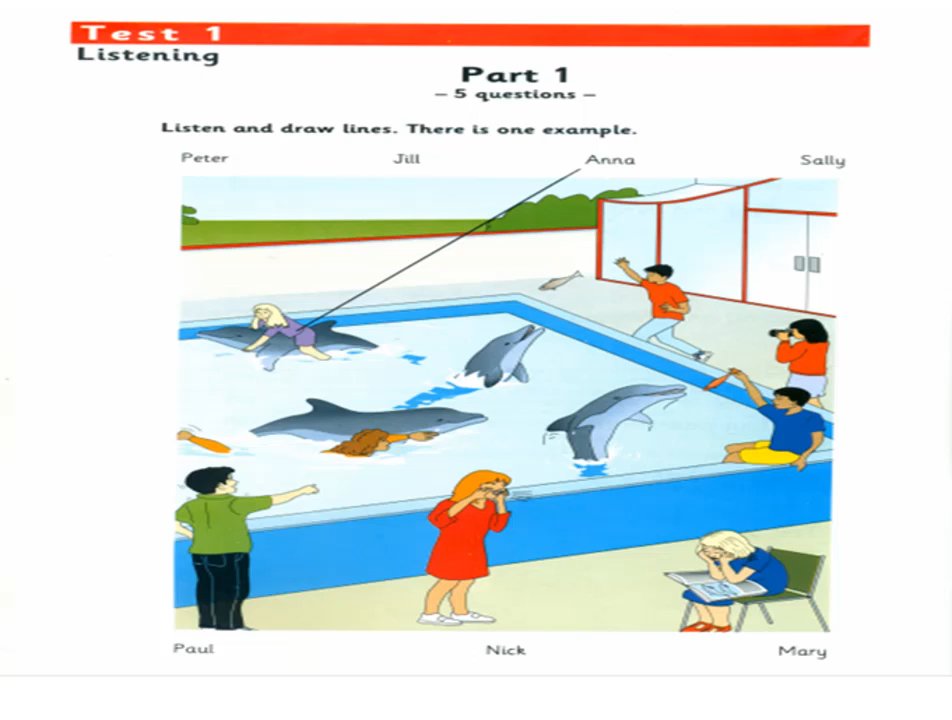 Test 1
Listening
Part 1
– 5 questions –
Listen and draw lines. There is one example.
Peter Jill Anna Sally
Paul Nick Mary